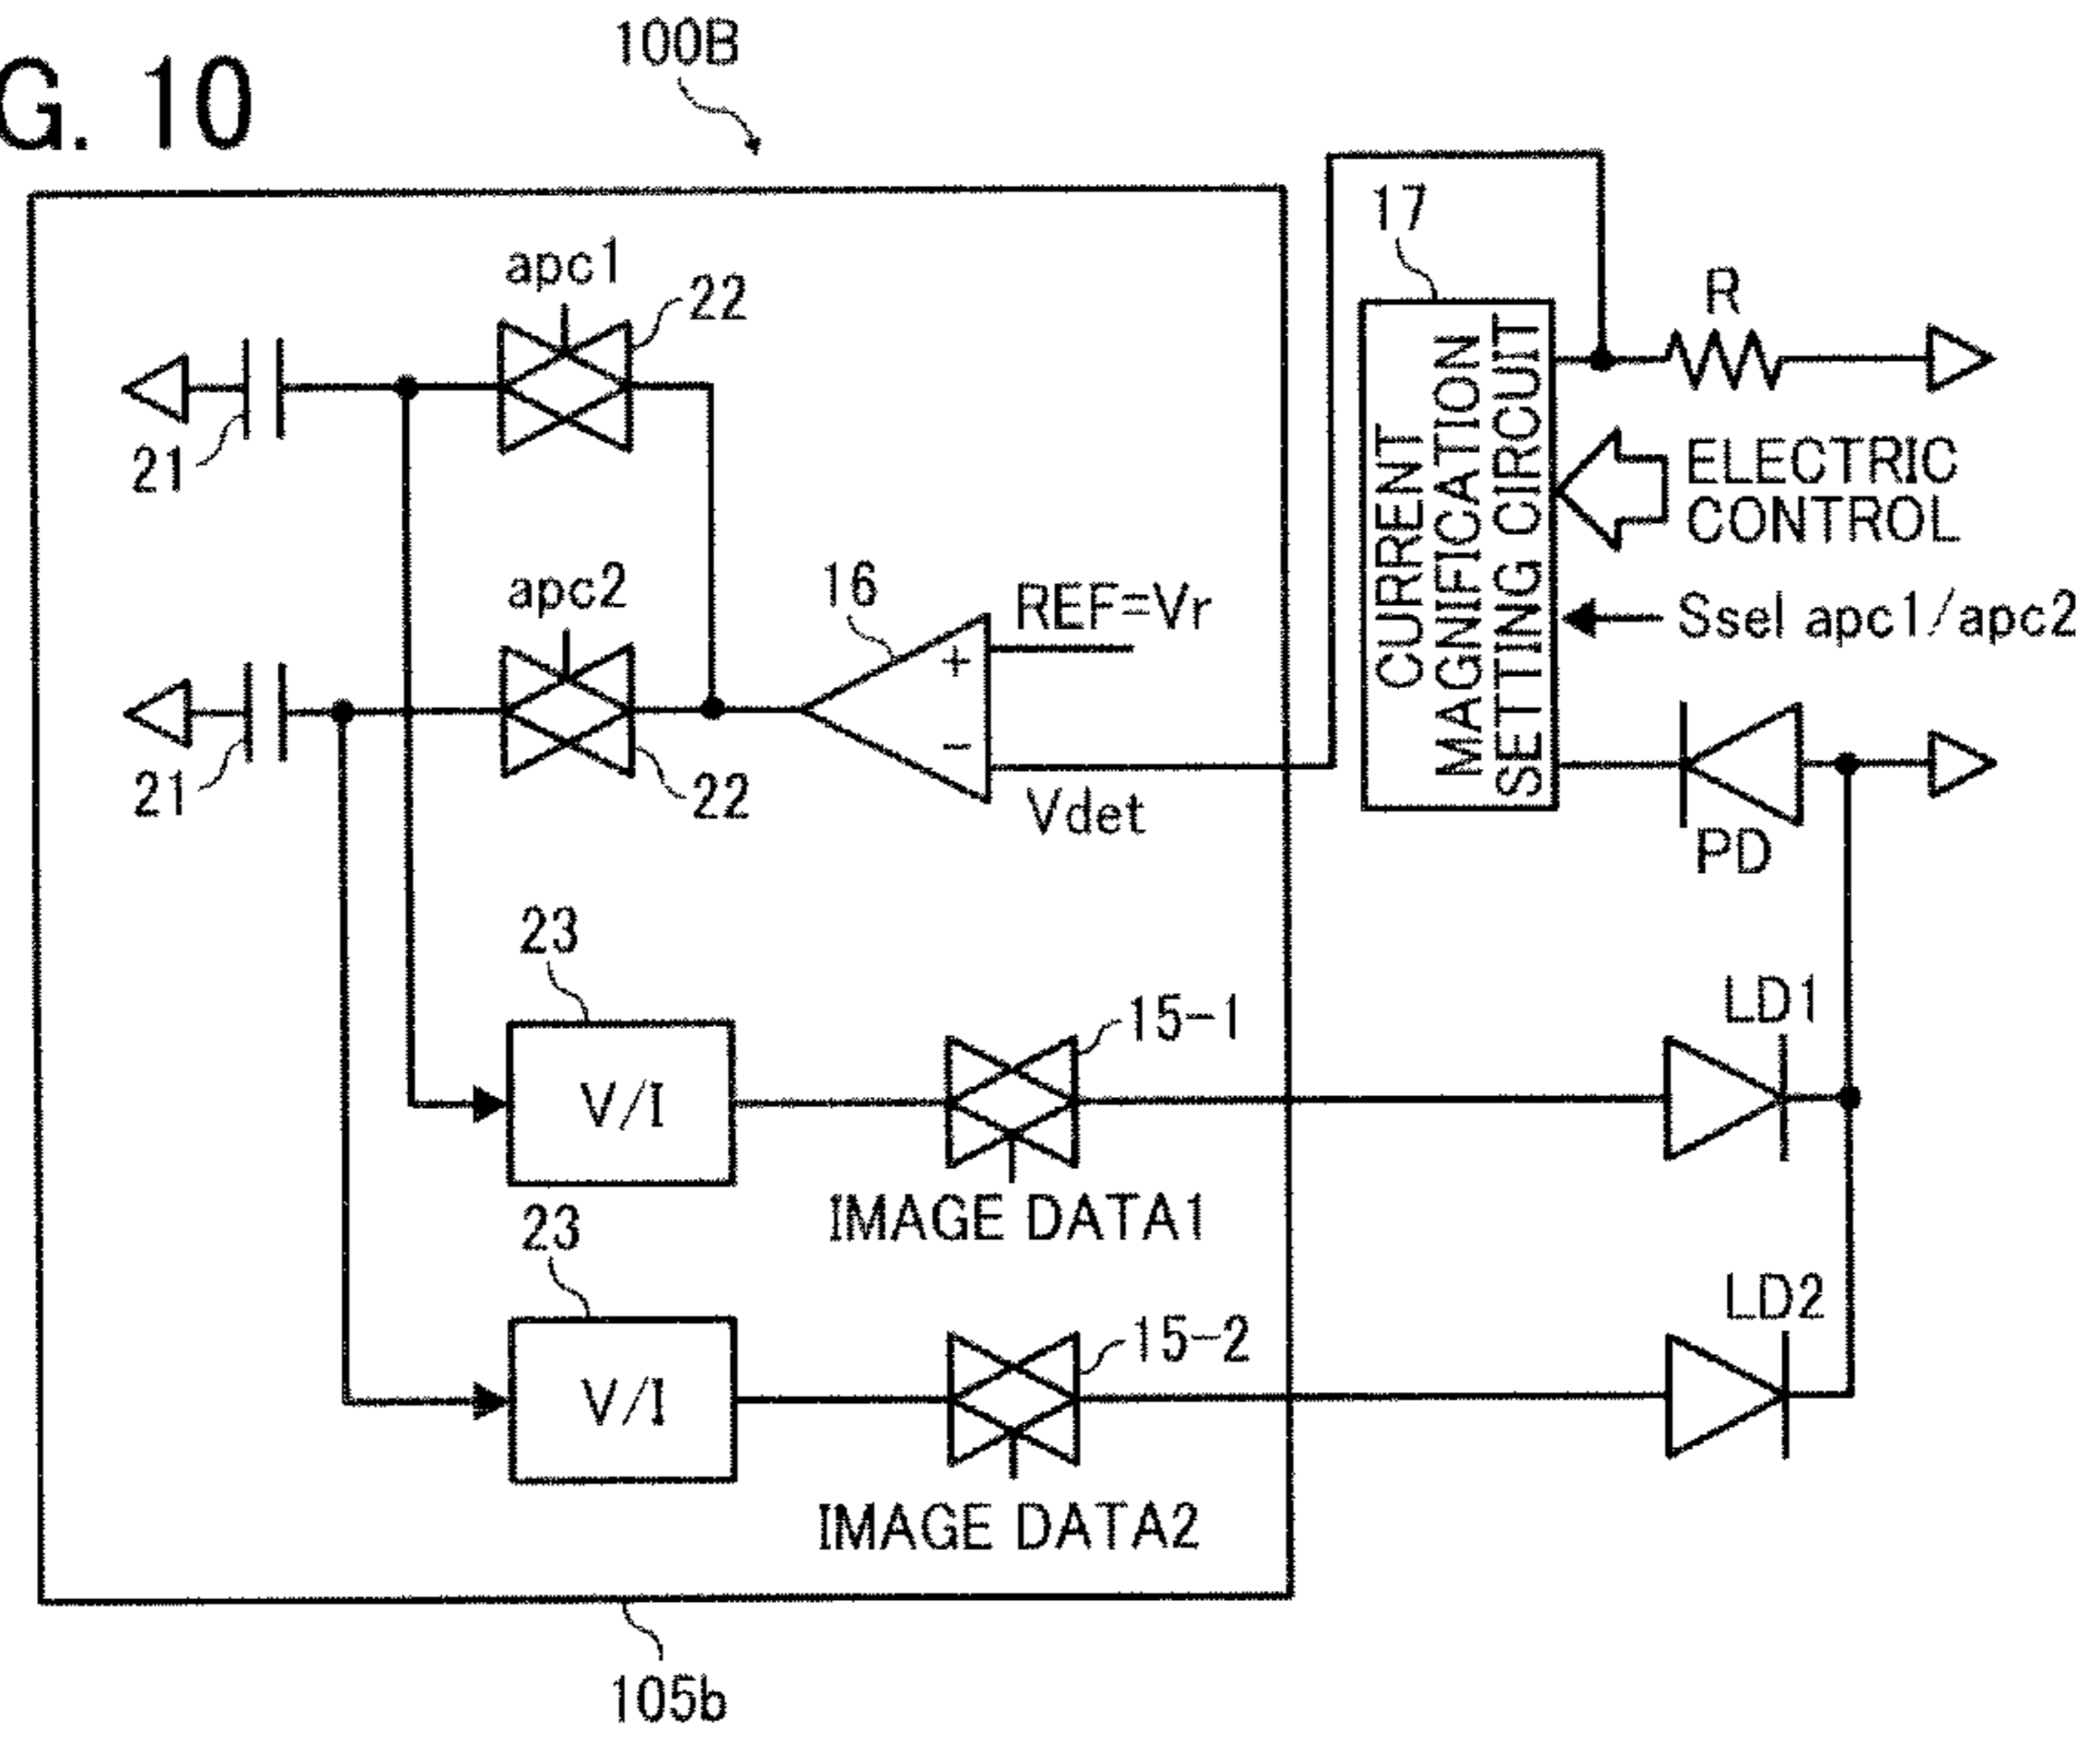 G. 10
100B
apc1
22
21
apc2
22
21
16
REF=Vr
+
−
Vdet
17
CURRENT
MAGNIFICATION
SETTING CIRCUIT
R
ELECTRIC
CONTROL
Ssel apc1/apc2
PD
23
V/I
15-1
IMAGE DATA1
LD1
23
V/I
15-2
IMAGE DATA2
LD2
105b